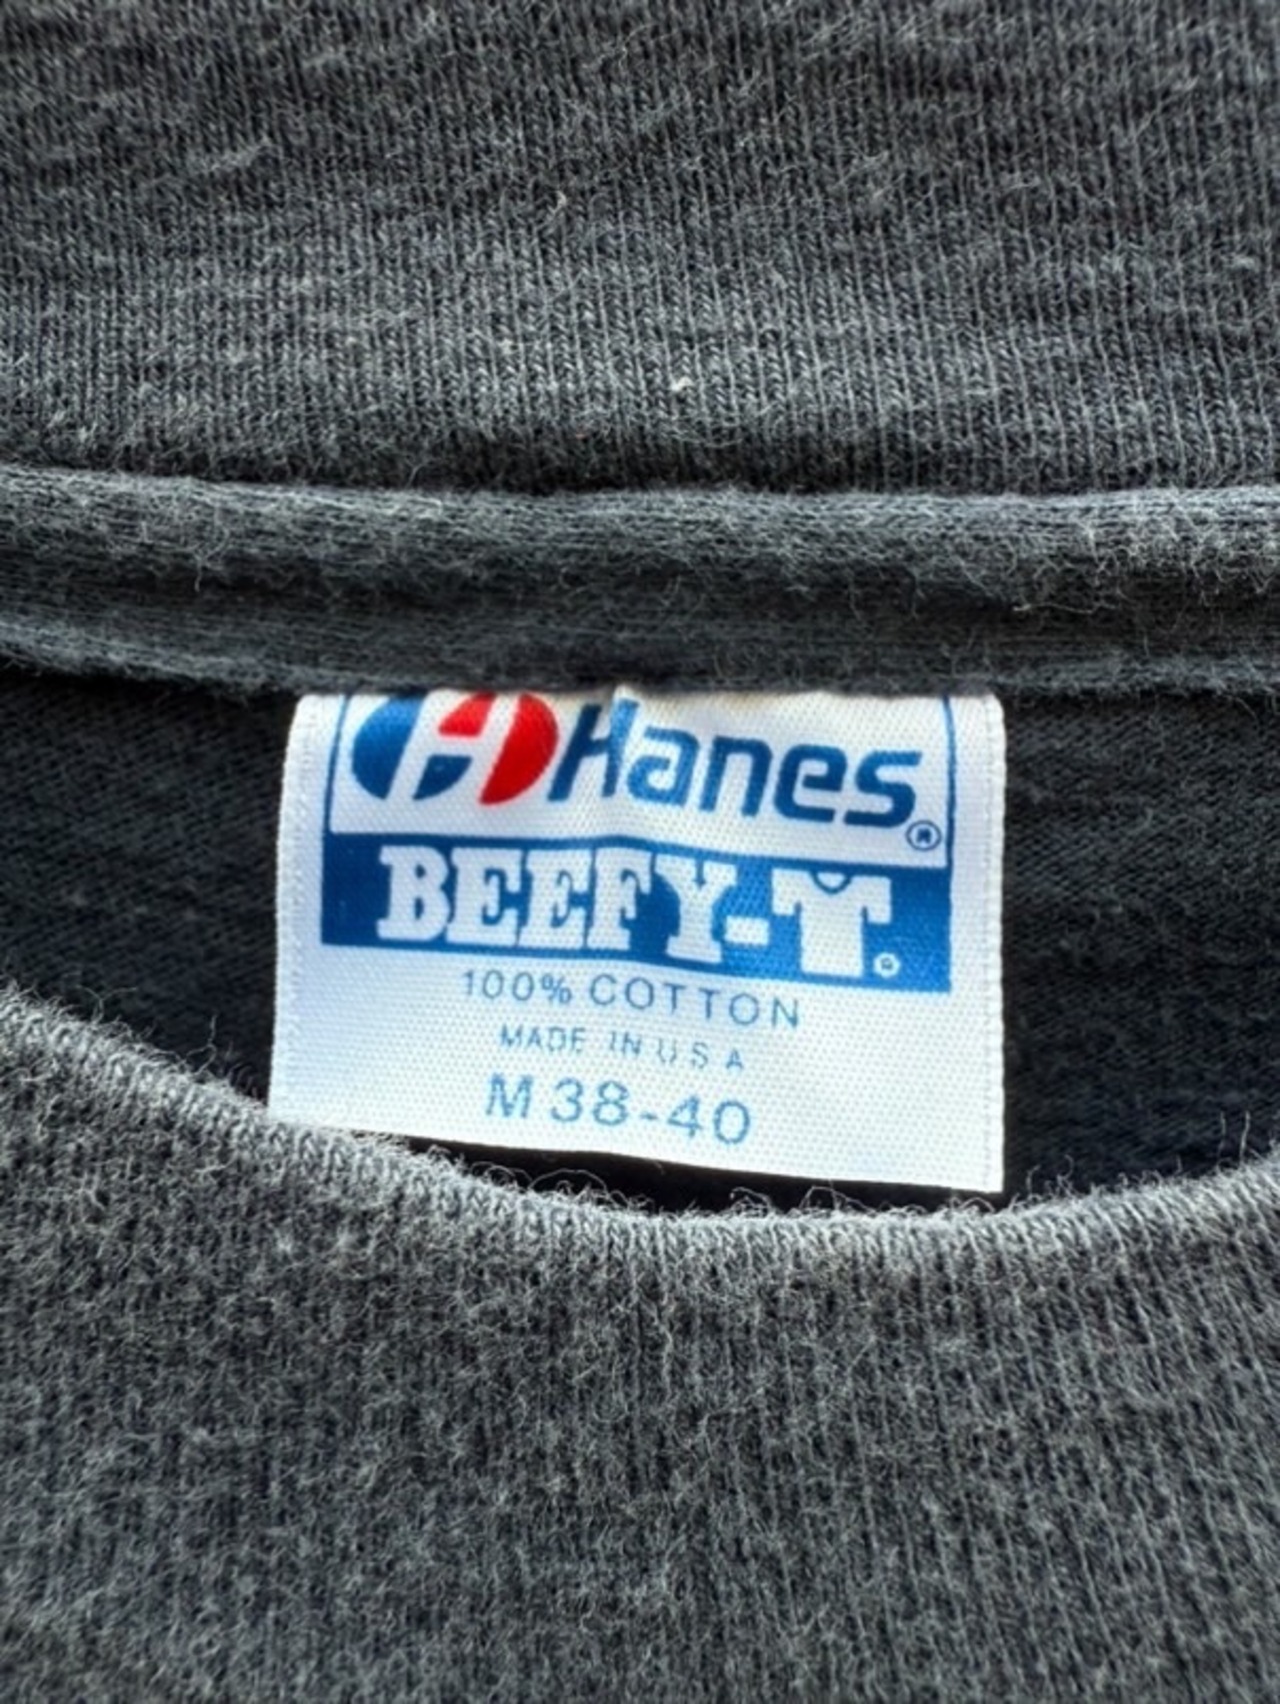 Hanes®
BEEFY-T®
100% COTTON
MADE IN U S A
M 38-40